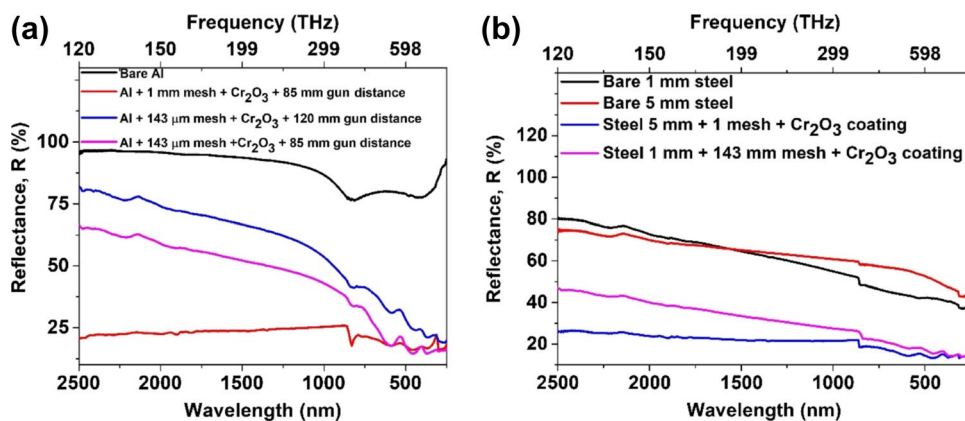 (a)
Frequency (THz)
120 150 199 299 598
Bare Al
Al + 1 mm mesh + Cr₂O₃ + 85 mm gun distance
Al + 143 μm mesh + Cr₂O₃ + 120 mm gun distance
Al + 143 μm mesh +Cr₂O₃ + 85 mm gun distance
Reflectance, R (%)
100
75
50
25
2500 2000 1500 1000 500
Wavelength (nm)
(b)
Frequency (THz)
120 150 199 299 598
Bare 1 mm steel
Bare 5 mm steel
Steel 5 mm + 1 mesh + Cr₂O₃ coating
Steel 1 mm + 143 mm mesh + Cr₂O₃ coating
Reflectance, R (%)
120
100
80
60
40
20
2500 2000 1500 1000 500
Wavelength (nm)